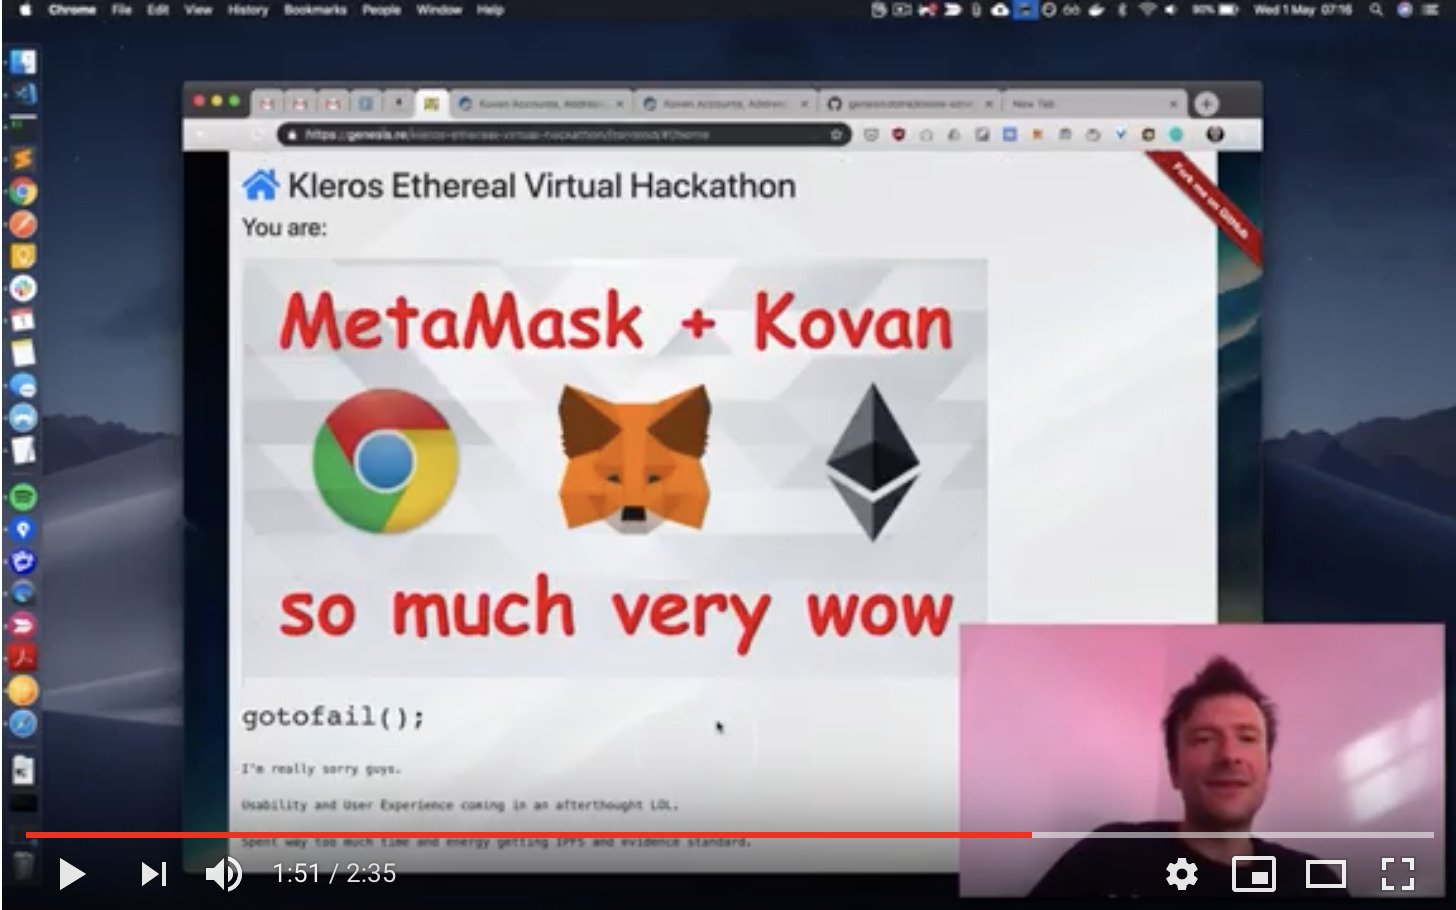 Chrome File Edit View History Bookmarks People Window Help
90% Wed 1 May 07:16
Kovan Accounts, Address
Kovan Accounts, Address
New Tab
https://genesis.re/kleros-ethereal-virtual-hackathon/frontend/#/home
Kleros Ethereal Virtual Hackathon
Fork me on GitHub
You are:
MetaMask + Kovan
so much very wow
gotofail();
I'm really sorry guys.
Usability and User Experience coming in an afterthought LOL.
Spent way too much time and energy getting IPFS and evidence standard.
1:51 / 2:35